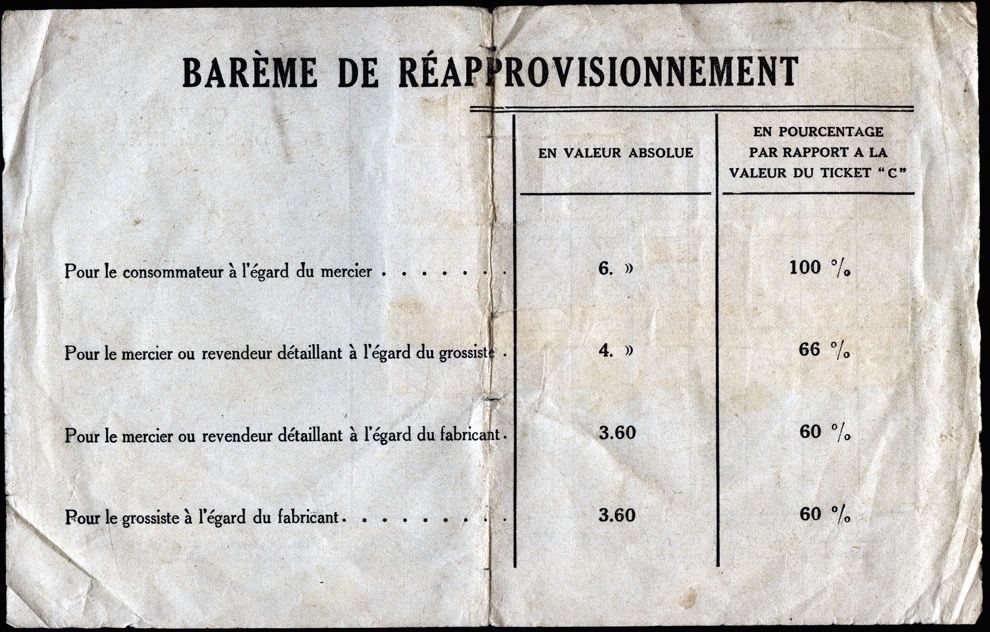 BARÈME DE RÉAPPROVISIONNEMENT
EN VALEUR ABSOLUE
EN POURCENTAGE
PAR RAPPORT A LA
VALEUR DU TICKET “C”
Pour le consommateur à l'égard du mercier . . . . . . . 6. » 100 %
Pour le mercier ou revendeur détaillant à l'égard du grossiste . 4. » 66 %
Pour le mercier ou revendeur détaillant à l'égard du fabricant . 3.60 60 %
Pour le grossiste à l'égard du fabricant . . . . . . . . . 3.60 60 %